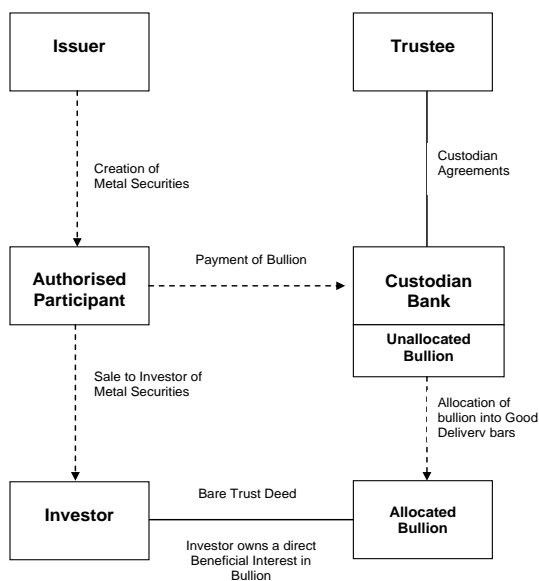 Issuer
Trustee
Creation of
Metal Securities
Custodian
Agreements
Authorised
Participant
Payment of Bullion
Custodian
Bank
Unallocated
Bullion
Sale to Investor of
Metal Securities
Allocation of
bullion into Good
Delivery bars
Investor
Bare Trust Deed
Allocated
Bullion
Investor owns a direct
Beneficial Interest in
Bullion